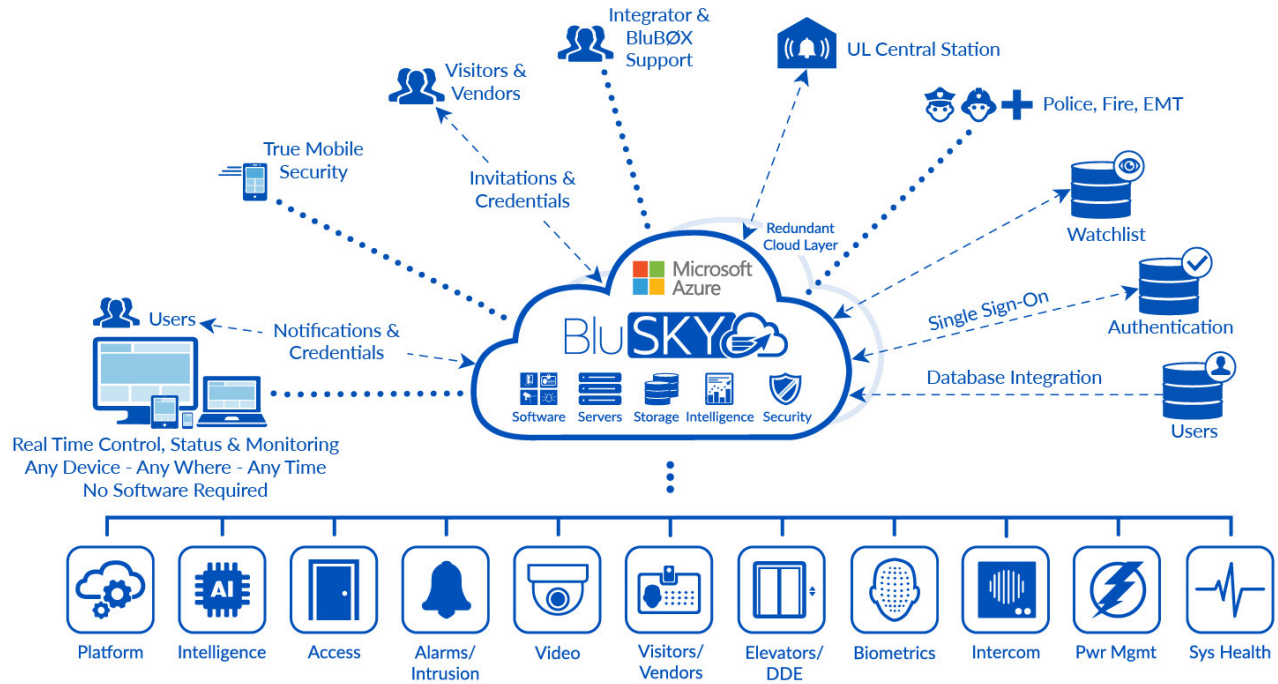 Integrator &
BluBØX
Support
UL Central Station
Visitors &
Vendors
Police, Fire, EMT
True Mobile
Security
Invitations &
Credentials
Redundant
Cloud Layer
Watchlist
Microsoft
Azure
Single Sign-On
Authentication
Users
Notifications &
Credentials
BluSKY
Database Integration
Software
Servers
Storage
Intelligence
Security
Users
Real Time Control, Status & Monitoring
Any Device - Any Where - Any Time
No Software Required
AI
Platform
Intelligence
Access
Alarms/
Intrusion
Video
Visitors/
Vendors
Elevators/
DDE
Biometrics
Intercom
Pwr Mgmt
Sys Health